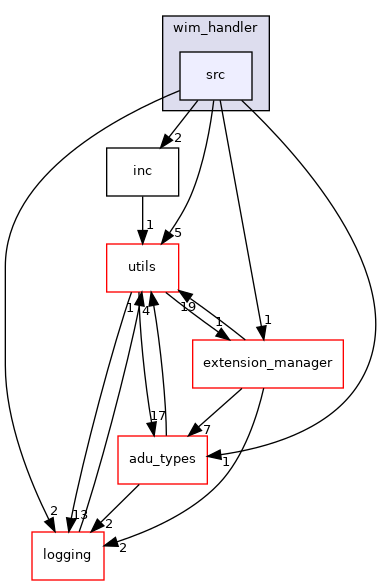 wim_handler
src
2
inc
1
5
utils
1
4
19
1
1
extension_manager
17
7
adu_types
1
2
13
2
2
logging